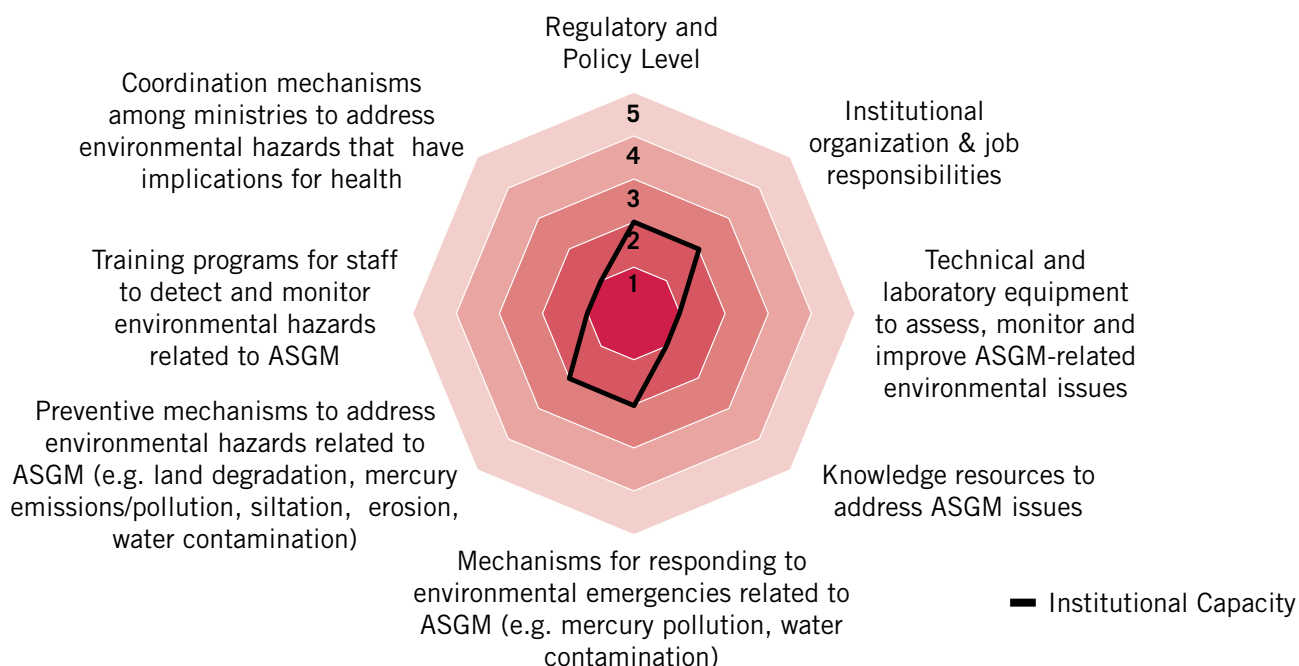 Regulatory and
Policy Level
Coordination mechanisms
among ministries to address
environmental hazards that have
implications for health
Institutional
organization & job
responsibilities
5
4
3
2
1
Training programs for staff
to detect and monitor
environmental hazards
related to ASGM
Technical and
laboratory equipment
to assess, monitor and
improve ASGM-related
environmental issues
Preventive mechanisms to address
environmental hazards related to
ASGM (e.g. land degradation, mercury
emissions/pollution, siltation, erosion,
water contamination)
Knowledge resources to
address ASGM issues
Mechanisms for responding to
environmental emergencies related to
ASGM (e.g. mercury pollution, water
contamination)
Institutional Capacity